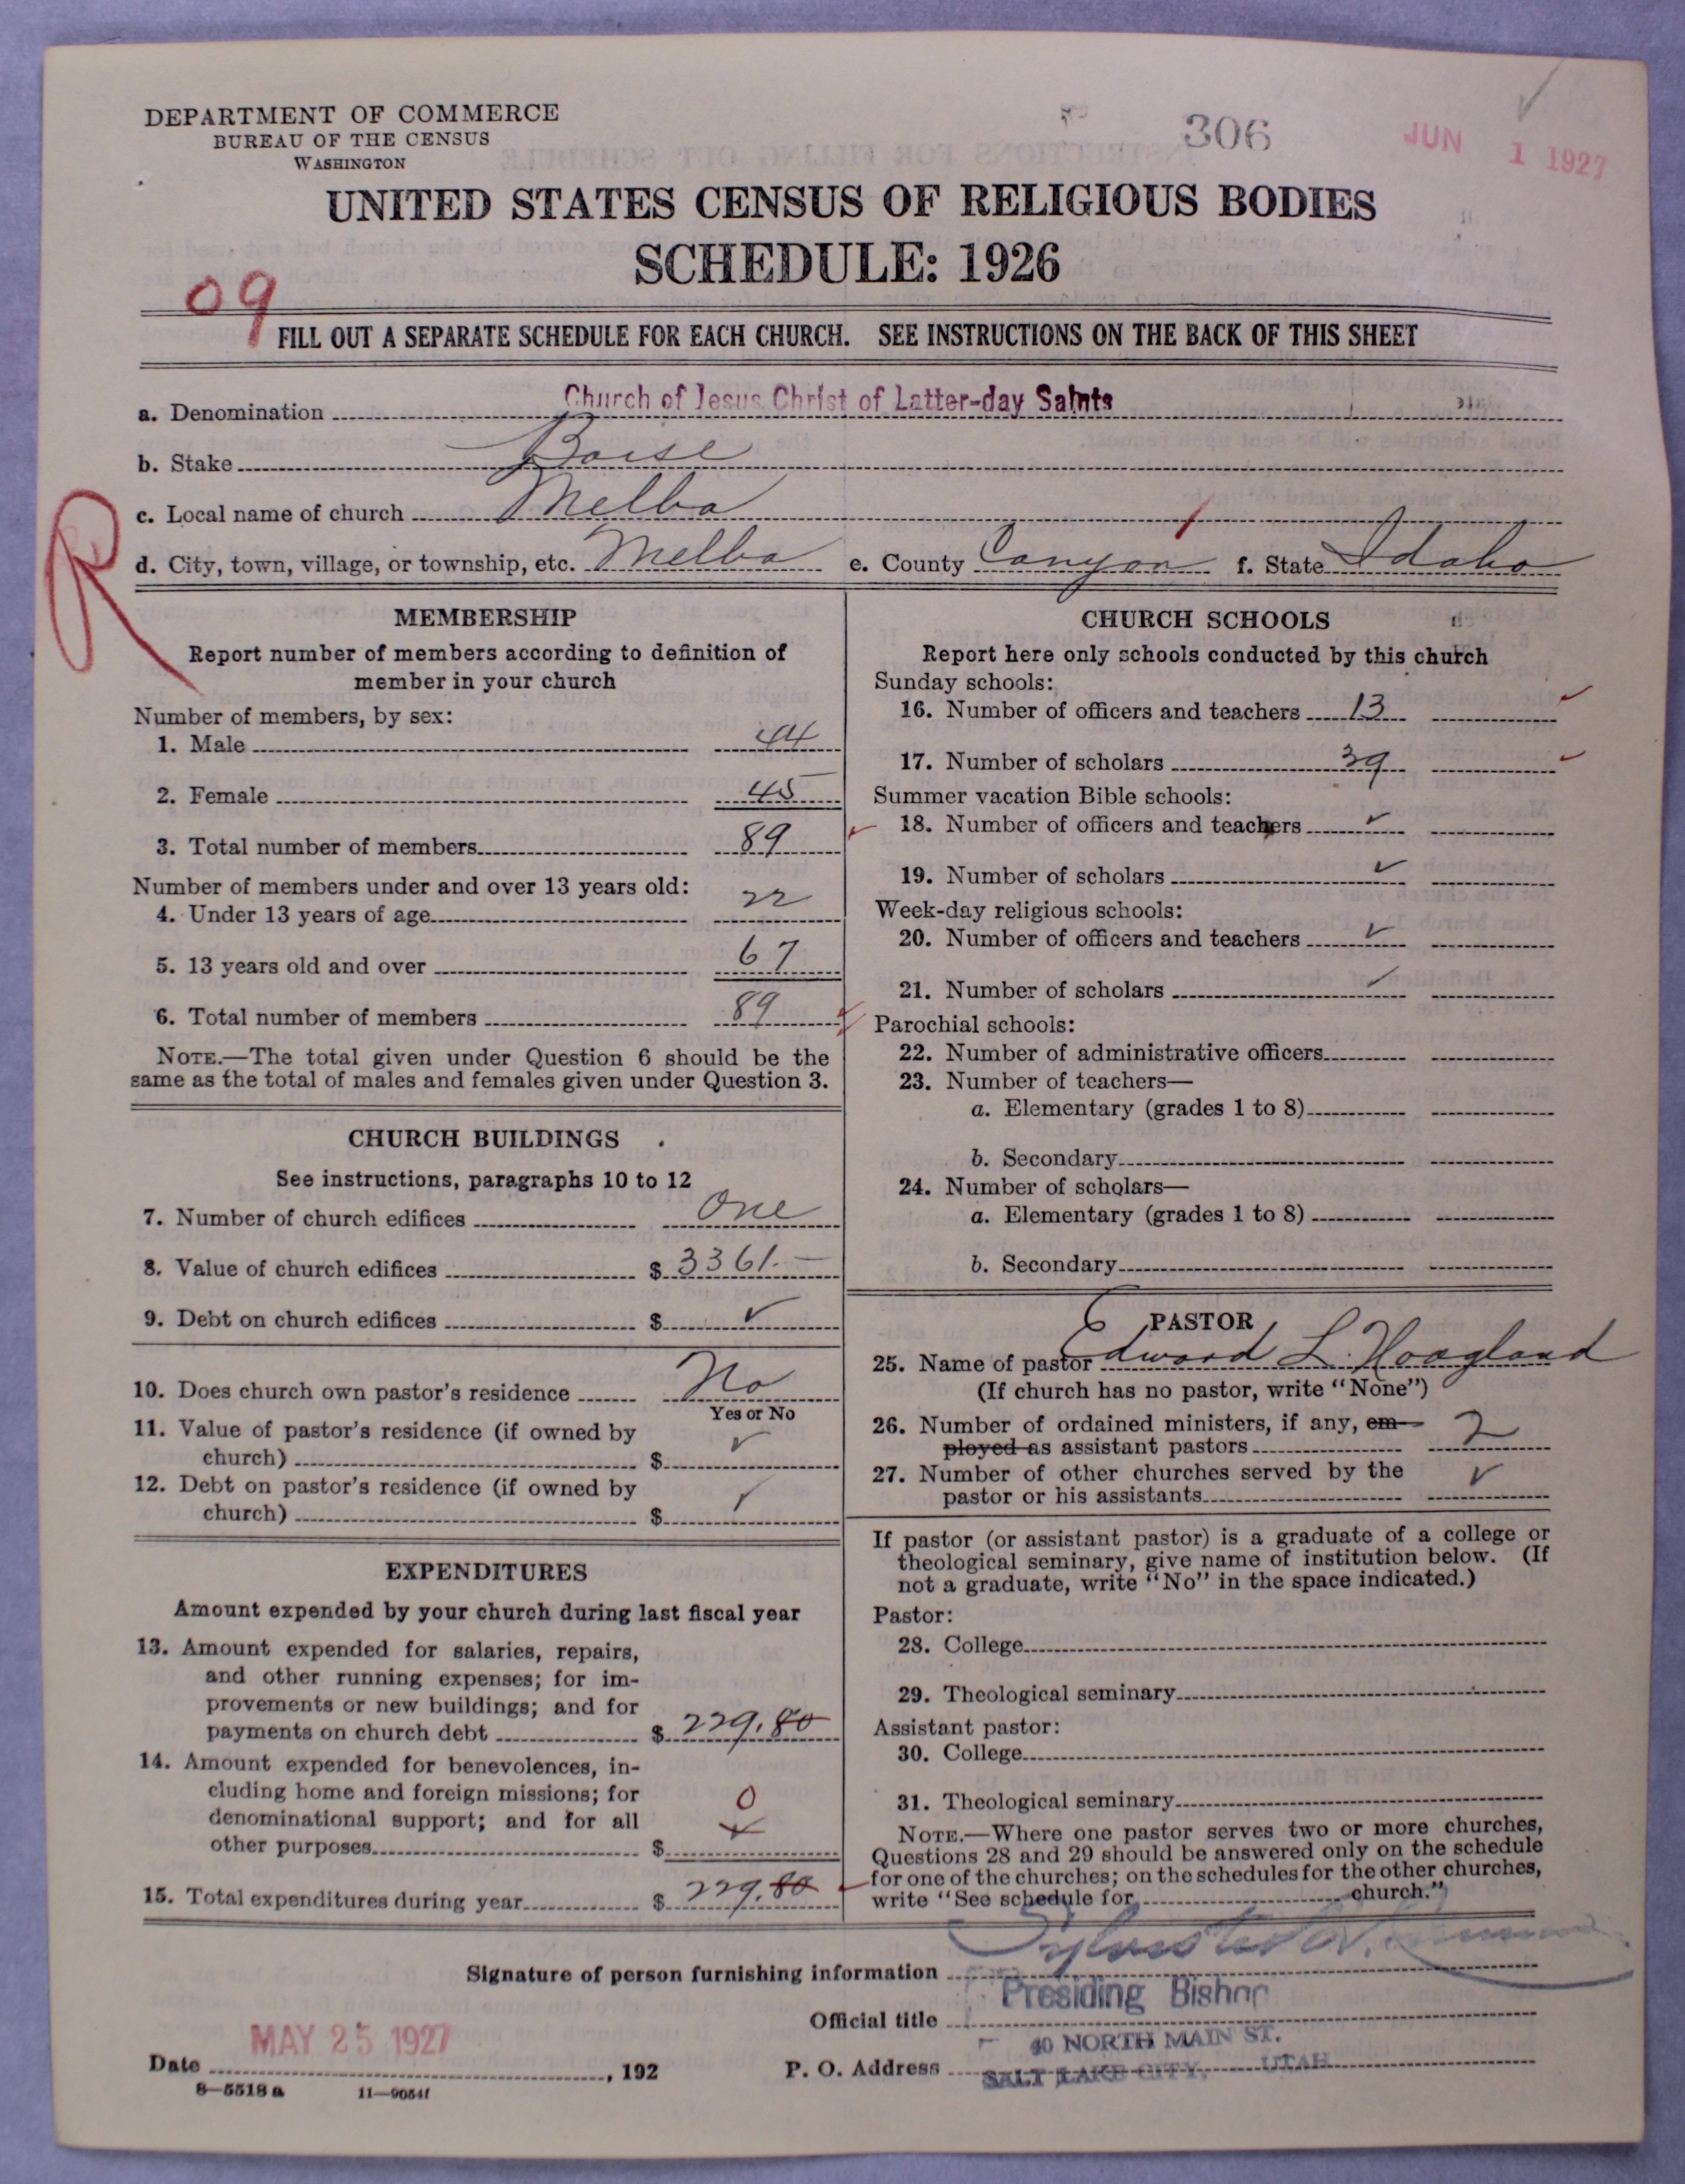 DEPARTMENT OF COMMERCE
BUREAU OF THE CENSUS
WASHINGTON
306
JUN 1 1927
UNITED STATES CENSUS OF RELIGIOUS BODIES
SCHEDULE: 1926
09
FILL OUT A SEPARATE SCHEDULE FOR EACH CHURCH. SEE INSTRUCTIONS ON THE BACK OF THIS SHEET
a. Denomination Church of Jesus Christ of Latter-day Saints
b. Stake Boise
c. Local name of church Melba
R
d. City, town, village, or township, etc. Melba e. County Canyon f. State Idaho
MEMBERSHIP
Report number of members according to definition of
member in your church
Number of members, by sex:
1. Male 44
2. Female 45
3. Total number of members 89
Number of members under and over 13 years old:
4. Under 13 years of age 22
5. 13 years old and over 67
6. Total number of members 89
NOTE.—The total given under Question 6 should be the
same as the total of males and females given under Question 3.
CHURCH BUILDINGS
See instructions, paragraphs 10 to 12
7. Number of church edifices One
8. Value of church edifices $ 3361.—
9. Debt on church edifices $ ✓
10. Does church own pastor's residence No
Yes or No
11. Value of pastor's residence (if owned by
church) $ ✓
12. Debt on pastor's residence (if owned by
church) $ ✓
EXPENDITURES
Amount expended by your church during last fiscal year
13. Amount expended for salaries, repairs,
and other running expenses; for im-
provements or new buildings; and for
payments on church debt $ 229.80
14. Amount expended for benevolences, in-
cluding home and foreign missions; for
denominational support; and for all 0
other purposes $
15. Total expenditures during year $ 229.80
CHURCH SCHOOLS
Report here only schools conducted by this church
Sunday schools:
16. Number of officers and teachers 13
17. Number of scholars 39
Summer vacation Bible schools:
18. Number of officers and teachers ✓
19. Number of scholars ✓
Week-day religious schools:
20. Number of officers and teachers ✓
21. Number of scholars ✓
Parochial schools:
22. Number of administrative officers
23. Number of teachers—
a. Elementary (grades 1 to 8)
b. Secondary
24. Number of scholars—
a. Elementary (grades 1 to 8)
b. Secondary
PASTOR
25. Name of pastor Edward L. Hoagland
(If church has no pastor, write "None")
26. Number of ordained ministers, if any, em-
ployed as assistant pastors 2
27. Number of other churches served by the
pastor or his assistants ✓
If pastor (or assistant pastor) is a graduate of a college or
theological seminary, give name of institution below. (If
not a graduate, write "No" in the space indicated.)
Pastor:
28. College
29. Theological seminary
Assistant pastor:
30. College
31. Theological seminary
NOTE.—Where one pastor serves two or more churches,
Questions 28 and 29 should be answered only on the schedule
for one of the churches; on the schedules for the other churches,
write "See schedule for church."
Signature of person furnishing information Sylvester
Official title Presiding Bishop
Date MAY 25 1927, 192
P. O. Address 40 NORTH MAIN ST.
SALT LAKE CITY, UTAH
8—5518 a 11—9054f